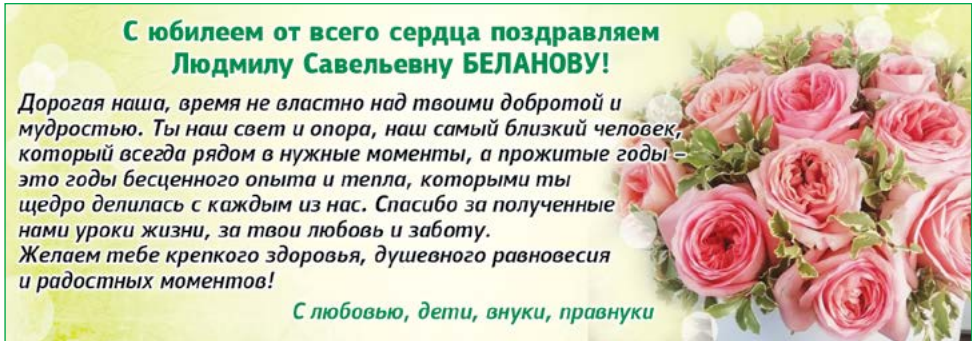 С юбилеем от всего сердца поздравляем
Людмилу Савельевну БЕЛАНОВУ!
Дорогая наша, время не властно над твоими добротой и
мудростью. Ты наш свет и опора, наш самый близкий человек,
который всегда рядом в нужные моменты, а прожитые годы –
это годы бесценного опыта и тепла, которыми ты
щедро делилась с каждым из нас. Спасибо за полученные
нами уроки жизни, за твои любовь и заботу.
Желаем тебе крепкого здоровья, душевного равновесия
и радостных моментов!
С любовью, дети, внуки, правнуки